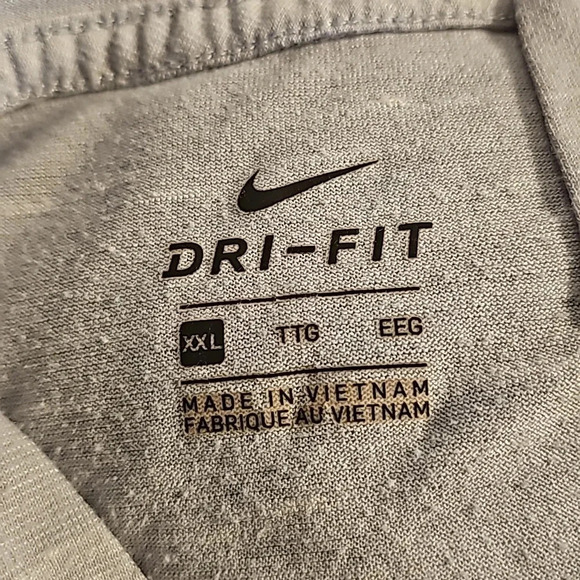 DRI-FIT
XXL TTG EEG
MADE IN VIETNAM
FABRIQUE AU VIETNAM